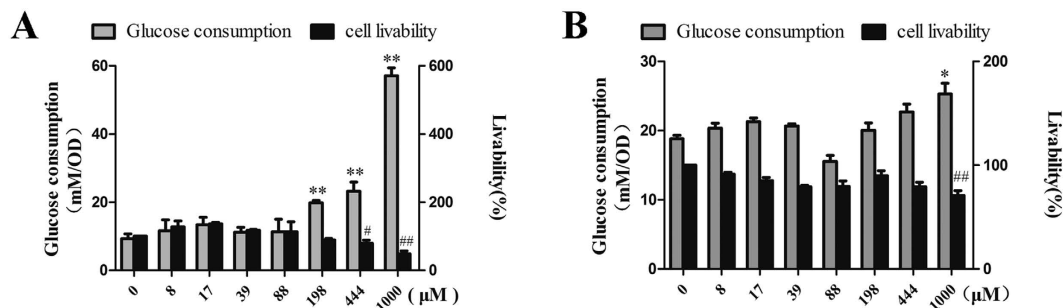 A
Glucose consumption
cell livability
Glucose consumption
（mM/OD）
60
40
20
0
**
**
**
#
##
600
400
200
0
Livability(%)
0
8
17
39
88
198
444
1000
( μM )
B
Glucose consumption
cell livability
Glucose consumption
（mM/OD）
30
20
10
0
*
##
200
100
0
Livability(%)
0
8
17
39
88
198
444
1000
(μM)